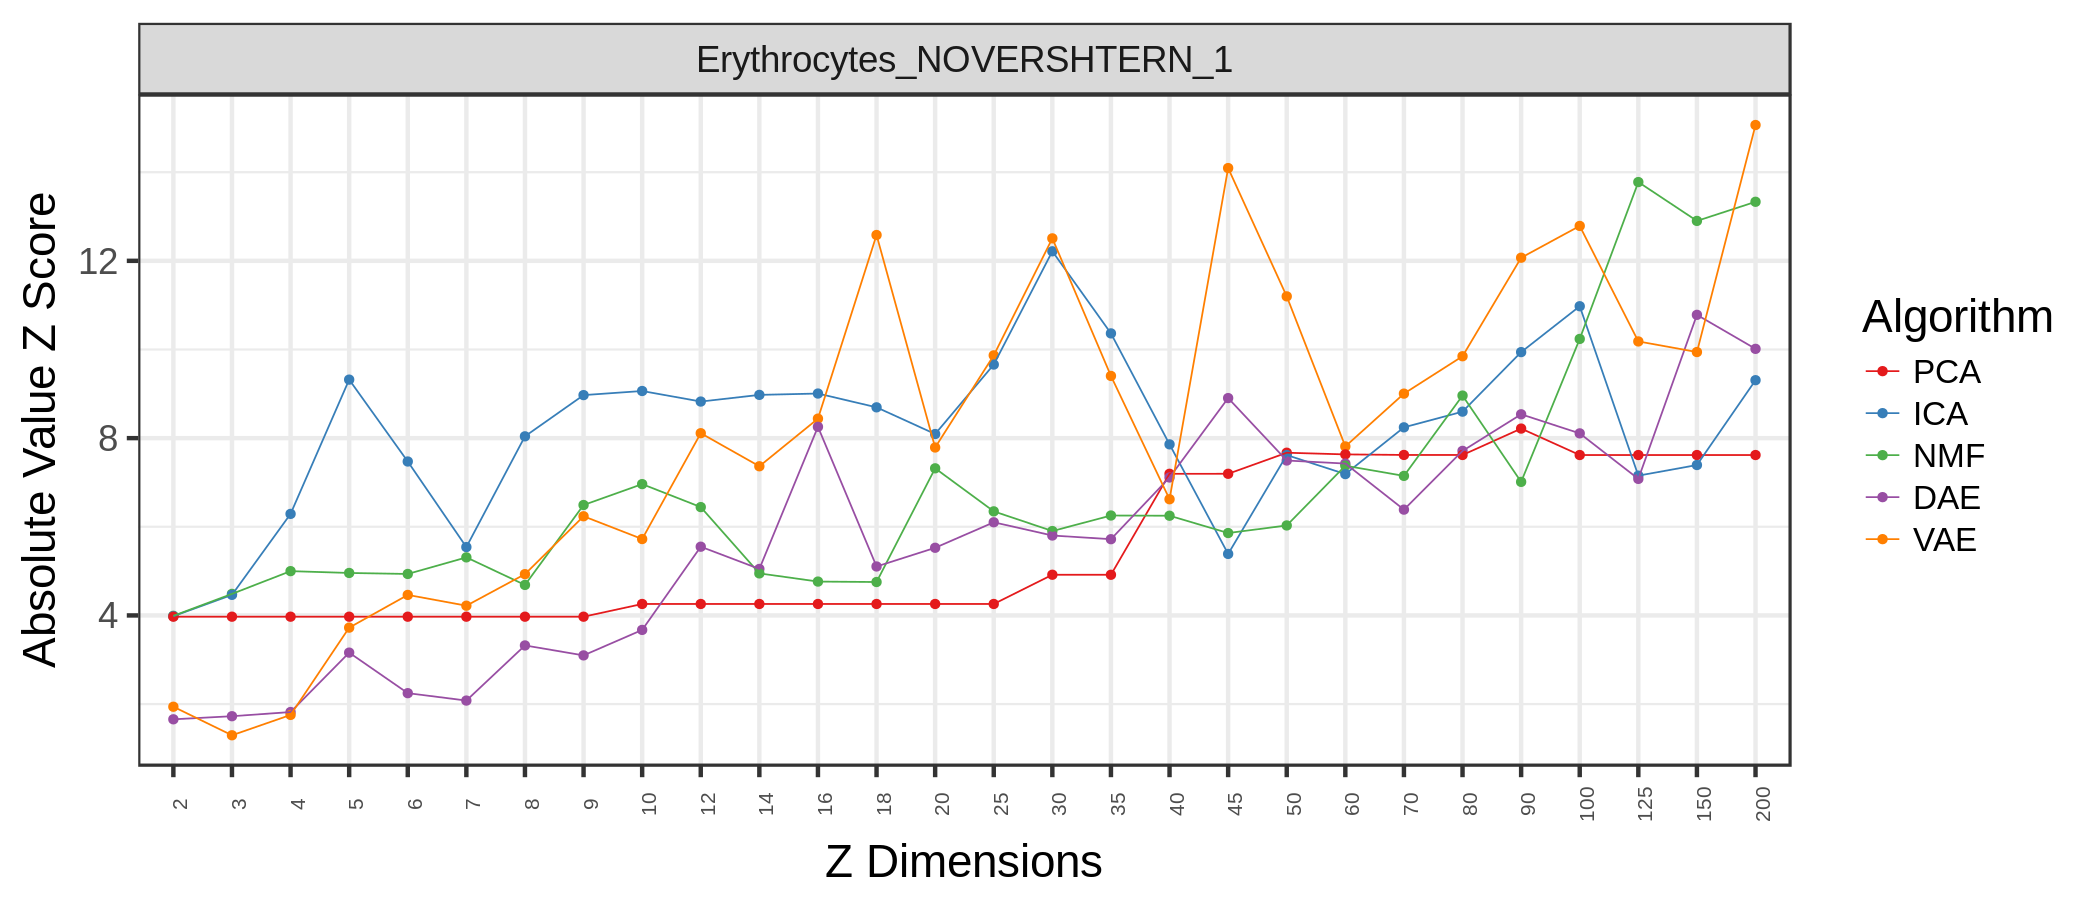 Erythrocytes_NOVERSHTERN_1
Absolute Value Z Score
12
8
4
2 3 4 5 6 7 8 9 10 12 14 16 18 20 25 30 35 40 45 50 60 70 80 90 100 125 150 200
Z Dimensions
Algorithm
PCA
ICA
NMF
DAE
VAE